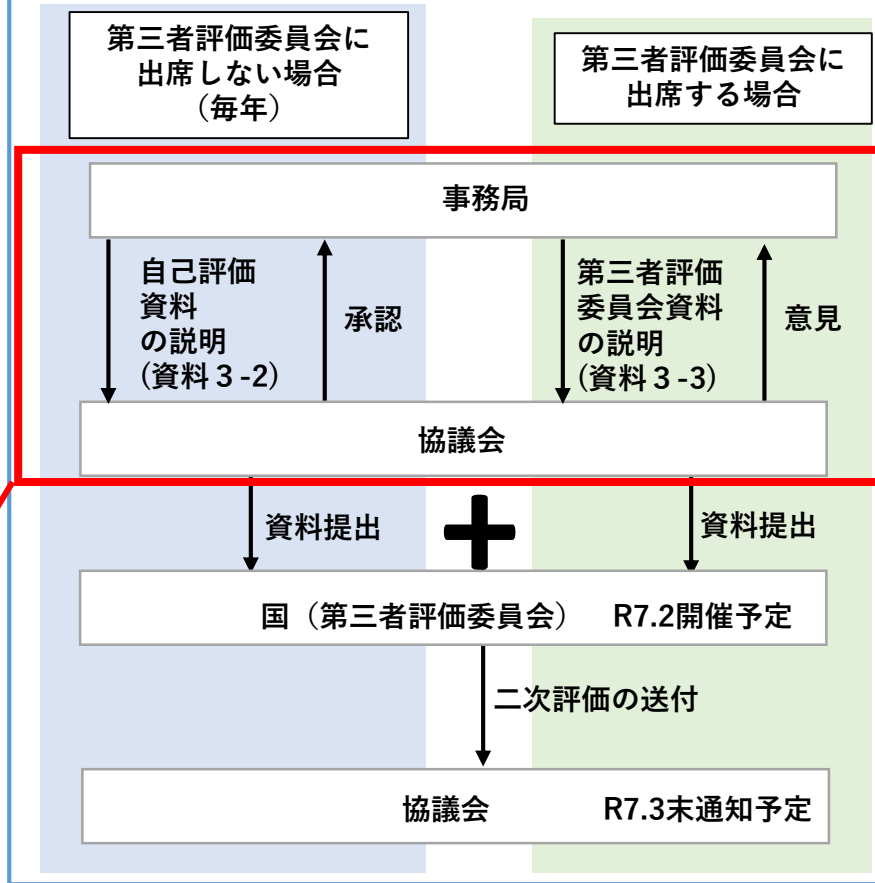 第三者評価委員会に
出席しない場合
（毎年）
第三者評価委員会に
出席する場合
事務局
自己評価
資料
の説明
(資料３-2)
承認
第三者評価
委員会資料
の説明
(資料３-3)
意見
協議会
資料提出
資料提出
国（第三者評価委員会）　R7.2開催予定
二次評価の送付
協議会　R7.3末通知予定